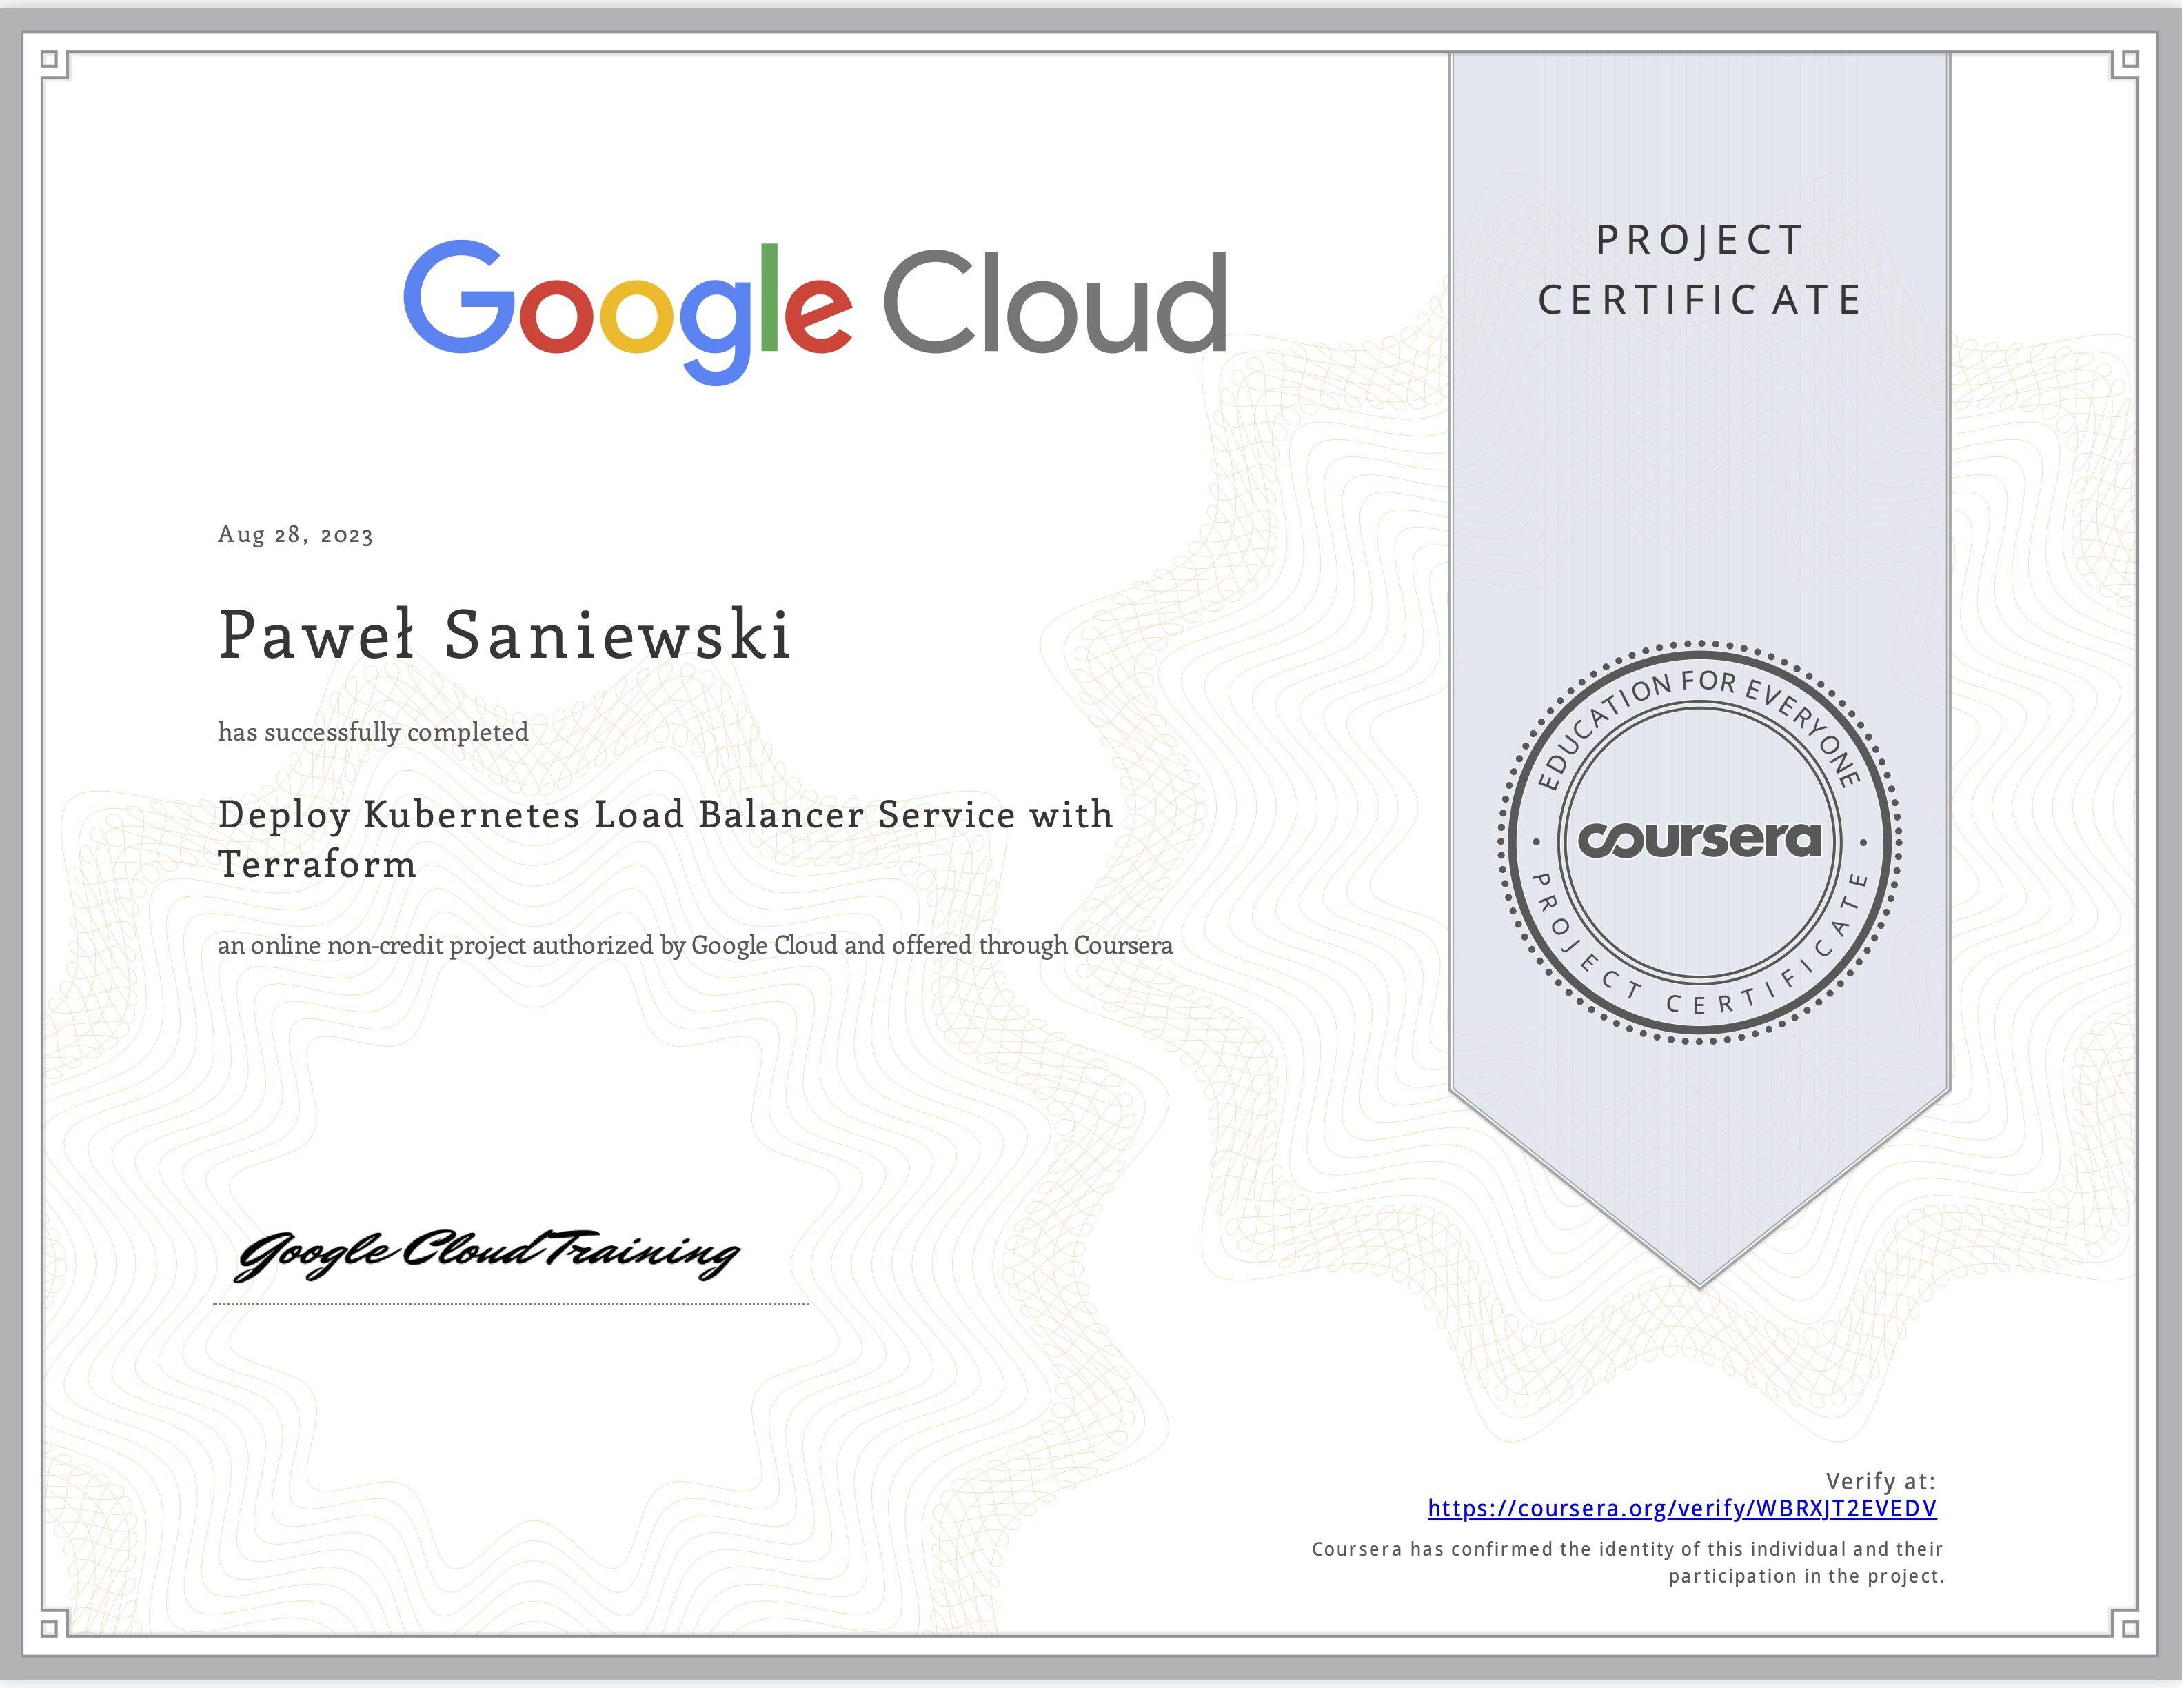 Google Cloud
PROJECT
CERTIFICATE
Aug 28, 2023
Paweł Saniewski
has successfully completed
Deploy Kubernetes Load Balancer Service with
Terraform
an online non-credit project authorized by Google Cloud and offered through Coursera
EDUCATION FOR EVERYONE
coursera
PROJECT CERTIFICATE
Google Cloud Training
Verify at:
https://coursera.org/verify/WBRXJT2EVEDV
Coursera has confirmed the identity of this individual and their
participation in the project.